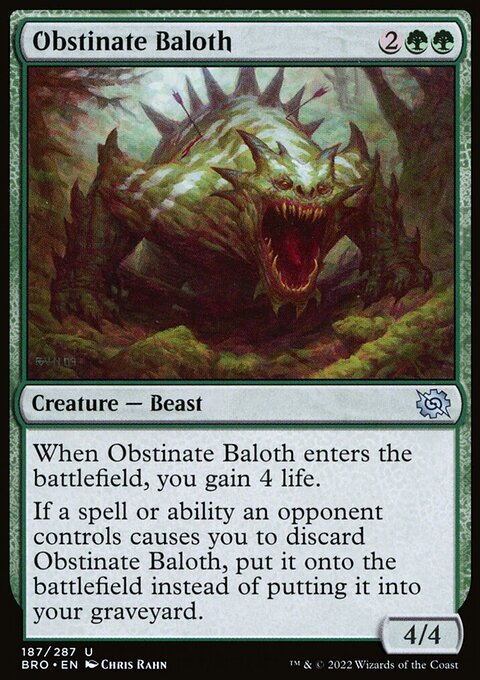 Obstinate Baloth 2
Creature — Beast
When Obstinate Baloth enters the
battlefield, you gain 4 life.
If a spell or ability an opponent
controls causes you to discard
Obstinate Baloth, put it onto the
battlefield instead of putting it into
your graveyard.
4/4
187/287 U
BRO • EN Chris Rahn
™ & © 2022 Wizards of the Coast